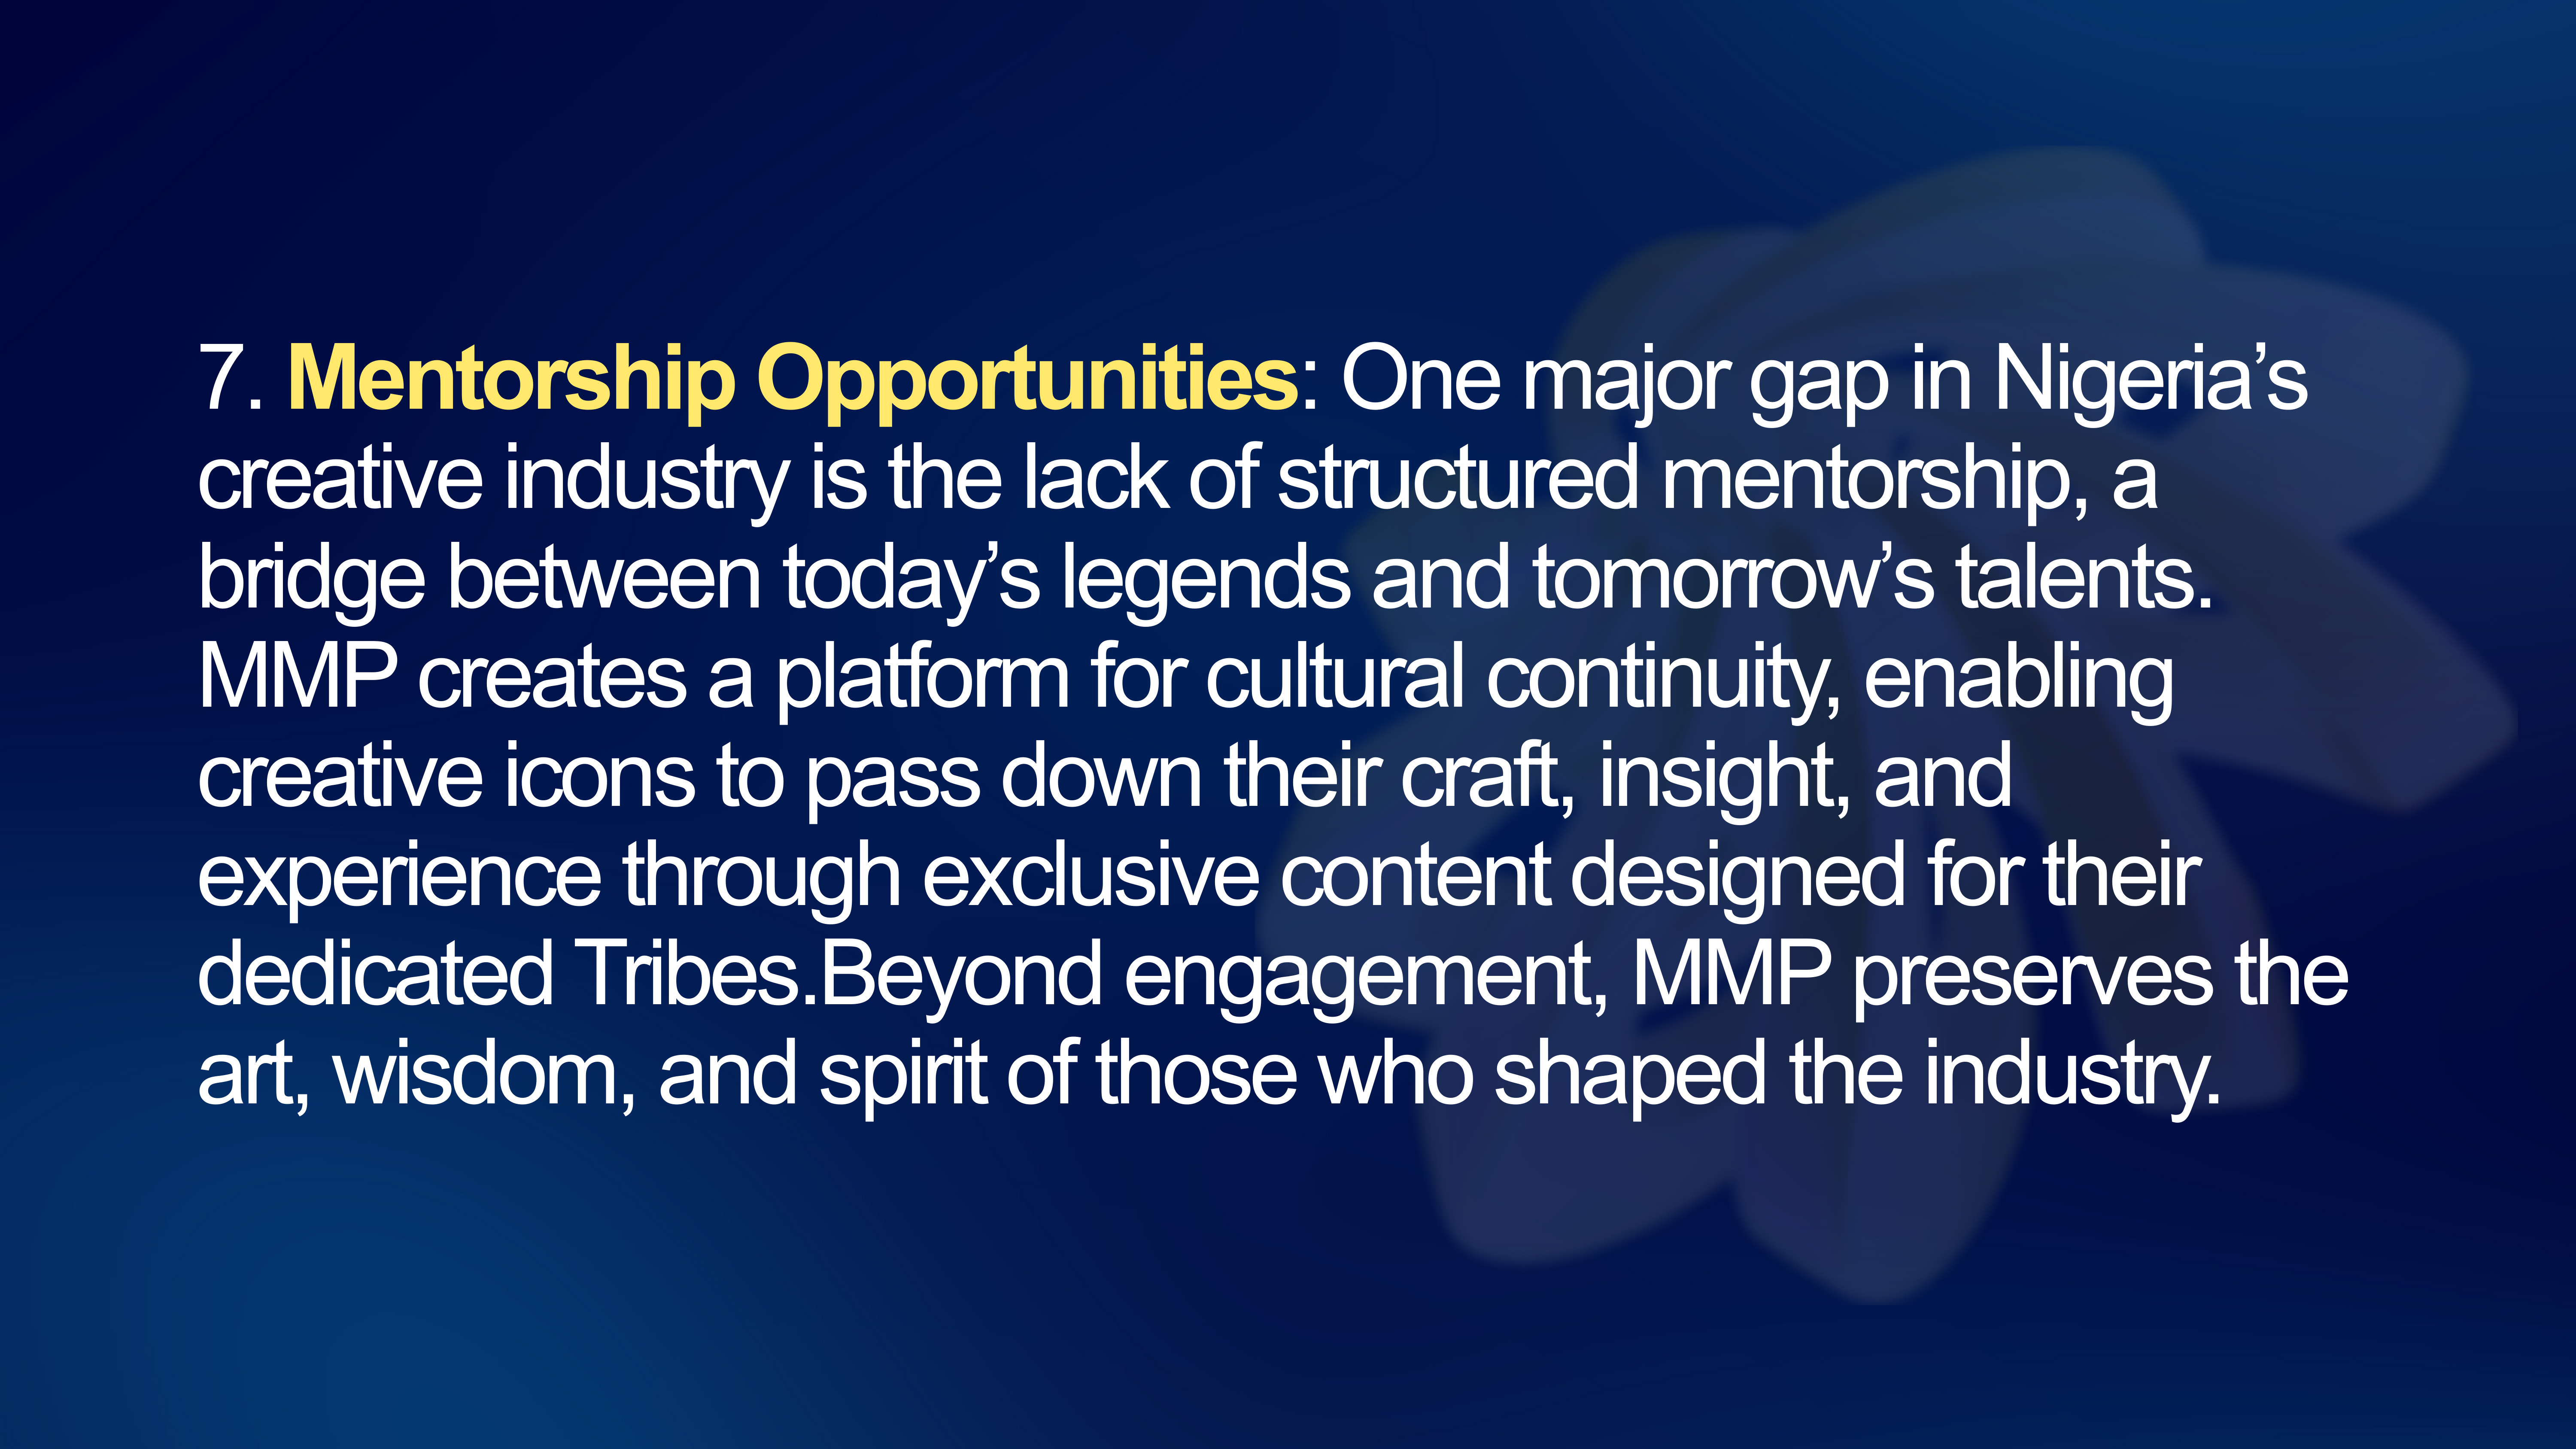 7. Mentorship Opportunities: One major gap in Nigeria’s
creative industry is the lack of structured mentorship, a
bridge between today’s legends and tomorrow’s talents.
MMP creates a platform for cultural continuity, enabling
creative icons to pass down their craft, insight, and
experience through exclusive content designed for their
dedicated Tribes.Beyond engagement, MMP preserves the
art, wisdom, and spirit of those who shaped the industry.